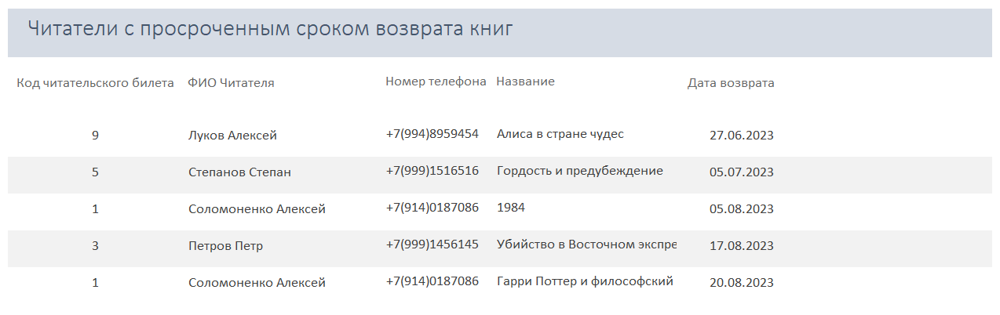 Читатели с просроченным сроком возврата книг
Код читательского билета ФИО Читателя Номер телефона Название Дата возврата
9 Луков Алексей +7(994)8959454 Алиса в стране чудес 27.06.2023
5 Степанов Степан +7(999)1516516 Гордость и предубеждение 05.07.2023
1 Соломоненко Алексей +7(914)0187086 1984 05.08.2023
3 Петров Петр +7(999)1456145 Убийство в Восточном экспре 17.08.2023
1 Соломоненко Алексей +7(914)0187086 Гарри Поттер и философский 20.08.2023